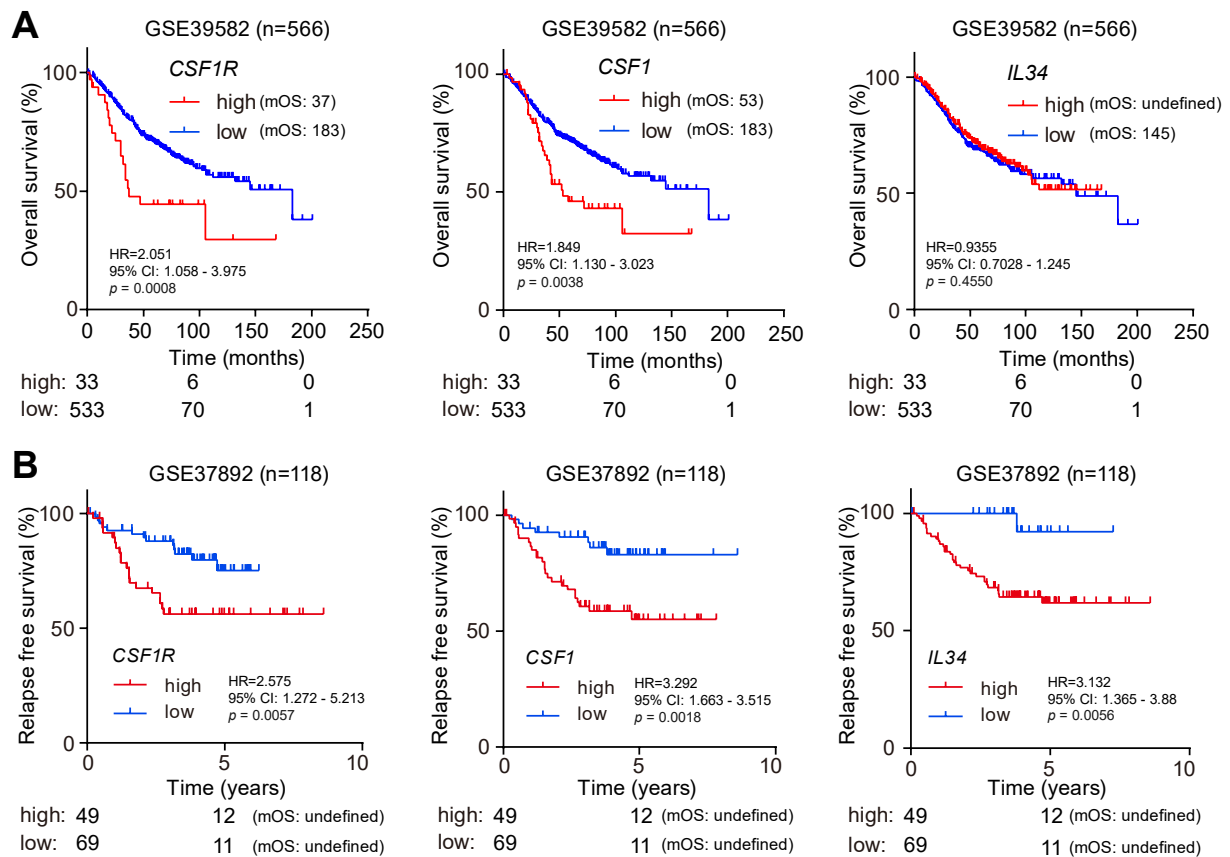 A
GSE39582 (n=566)
CSF1R
high (mOS: 37)
low (mOS: 183)
Overall survival (%)
100
50
0
HR=2.051
95% CI: 1.058 - 3.975
p = 0.0008
0 50 100 150 200 250
Time (months)
high: 33 6 0
low: 533 70 1
GSE39582 (n=566)
CSF1
high (mOS: 53)
low (mOS: 183)
Overall survival (%)
100
50
0
HR=1.849
95% CI: 1.130 - 3.023
p = 0.0038
0 50 100 150 200 250
Time (months)
high: 33 6 0
low: 533 70 1
GSE39582 (n=566)
IL34
high (mOS: undefined)
low (mOS: 145)
Overall survival (%)
100
50
0
HR=0.9355
95% CI: 0.7028 - 1.245
p = 0.4550
0 50 100 150 200 250
Time (months)
high: 33 6 0
low: 533 70 1
B
GSE37892 (n=118)
Relapse free survival (%)
100
50
0
CSF1R
high
low
HR=2.575
95% CI: 1.272 - 5.213
p = 0.0057
0 5 10
Time (years)
high: 49 12 (mOS: undefined)
low: 69 11 (mOS: undefined)
GSE37892 (n=118)
Relapse free survival (%)
100
50
0
CSF1
high
low
HR=3.292
95% CI: 1.663 - 3.515
p = 0.0018
0 5 10
Time (years)
high: 49 12 (mOS: undefined)
low: 69 11 (mOS: undefined)
GSE37892 (n=118)
Relapse free survival (%)
100
50
0
IL34
high
low
HR=3.132
95% CI: 1.365 - 3.88
p = 0.0056
0 5 10
Time (years)
high: 49 12 (mOS: undefined)
low: 69 11 (mOS: undefined)